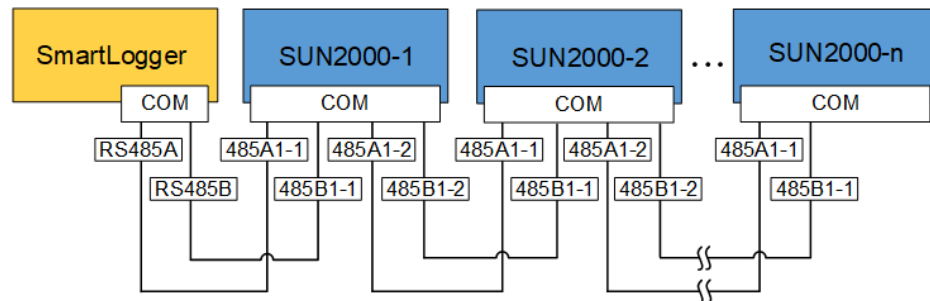 SmartLogger
SUN2000-1
SUN2000-2
...
SUN2000-n
COM
COM
COM
COM
RS485A
485A1-1
485A1-2
485A1-1
485A1-2
485A1-1
RS485B
485B1-1
485B1-2
485B1-1
485B1-2
485B1-1